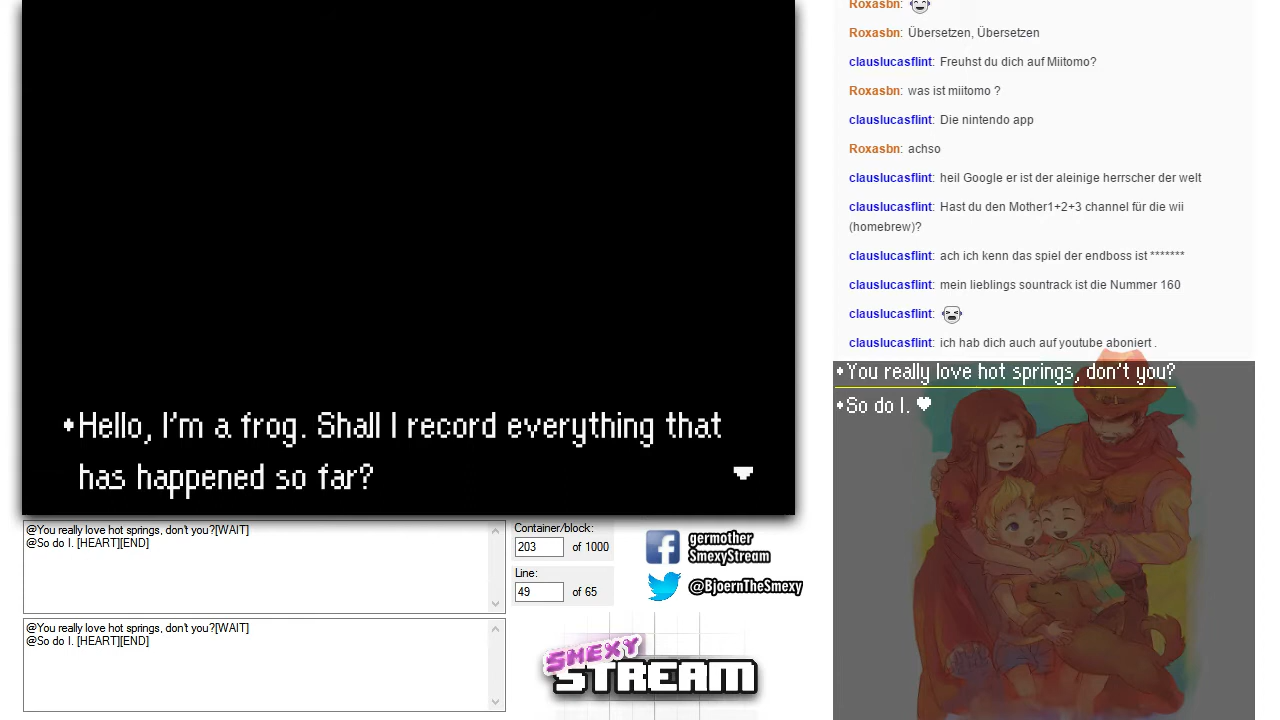 Roxasbn:
Roxasbn: Übersetzen, Übersetzen
clauslucasflint: Freuhst du dich auf Miitomo?
Roxasbn: was ist miitomo ?
clauslucasflint: Die nintendo app
Roxasbn: achso
clauslucasflint: heil Google er ist der aleinige herrscher der welt
clauslucasflint: Hast du den Mother1+2+3 channel für die wii
(homebrew)?
clauslucasflint: ach ich kenn das spiel der endboss ist *******
clauslucasflint: mein lieblings sountrack ist die Nummer 160
clauslucasflint:
clauslucasflint: ich hab dich auch auf youtube aboniert .
•You really love hot springs, don't you?
•So do I. ♥
•Hello, I'm a frog. Shall I record everything that
has happened so far?
@You really love hot springs, don't you?[WAIT]
@So do I. [HEART][END]
Container/block:
203 of 1000
Line:
49 of 65
@You really love hot springs, don't you?[WAIT]
@So do I. [HEART][END]
germother
SmexyStream
@BjoernTheSmexy
SMEXY
STREAM